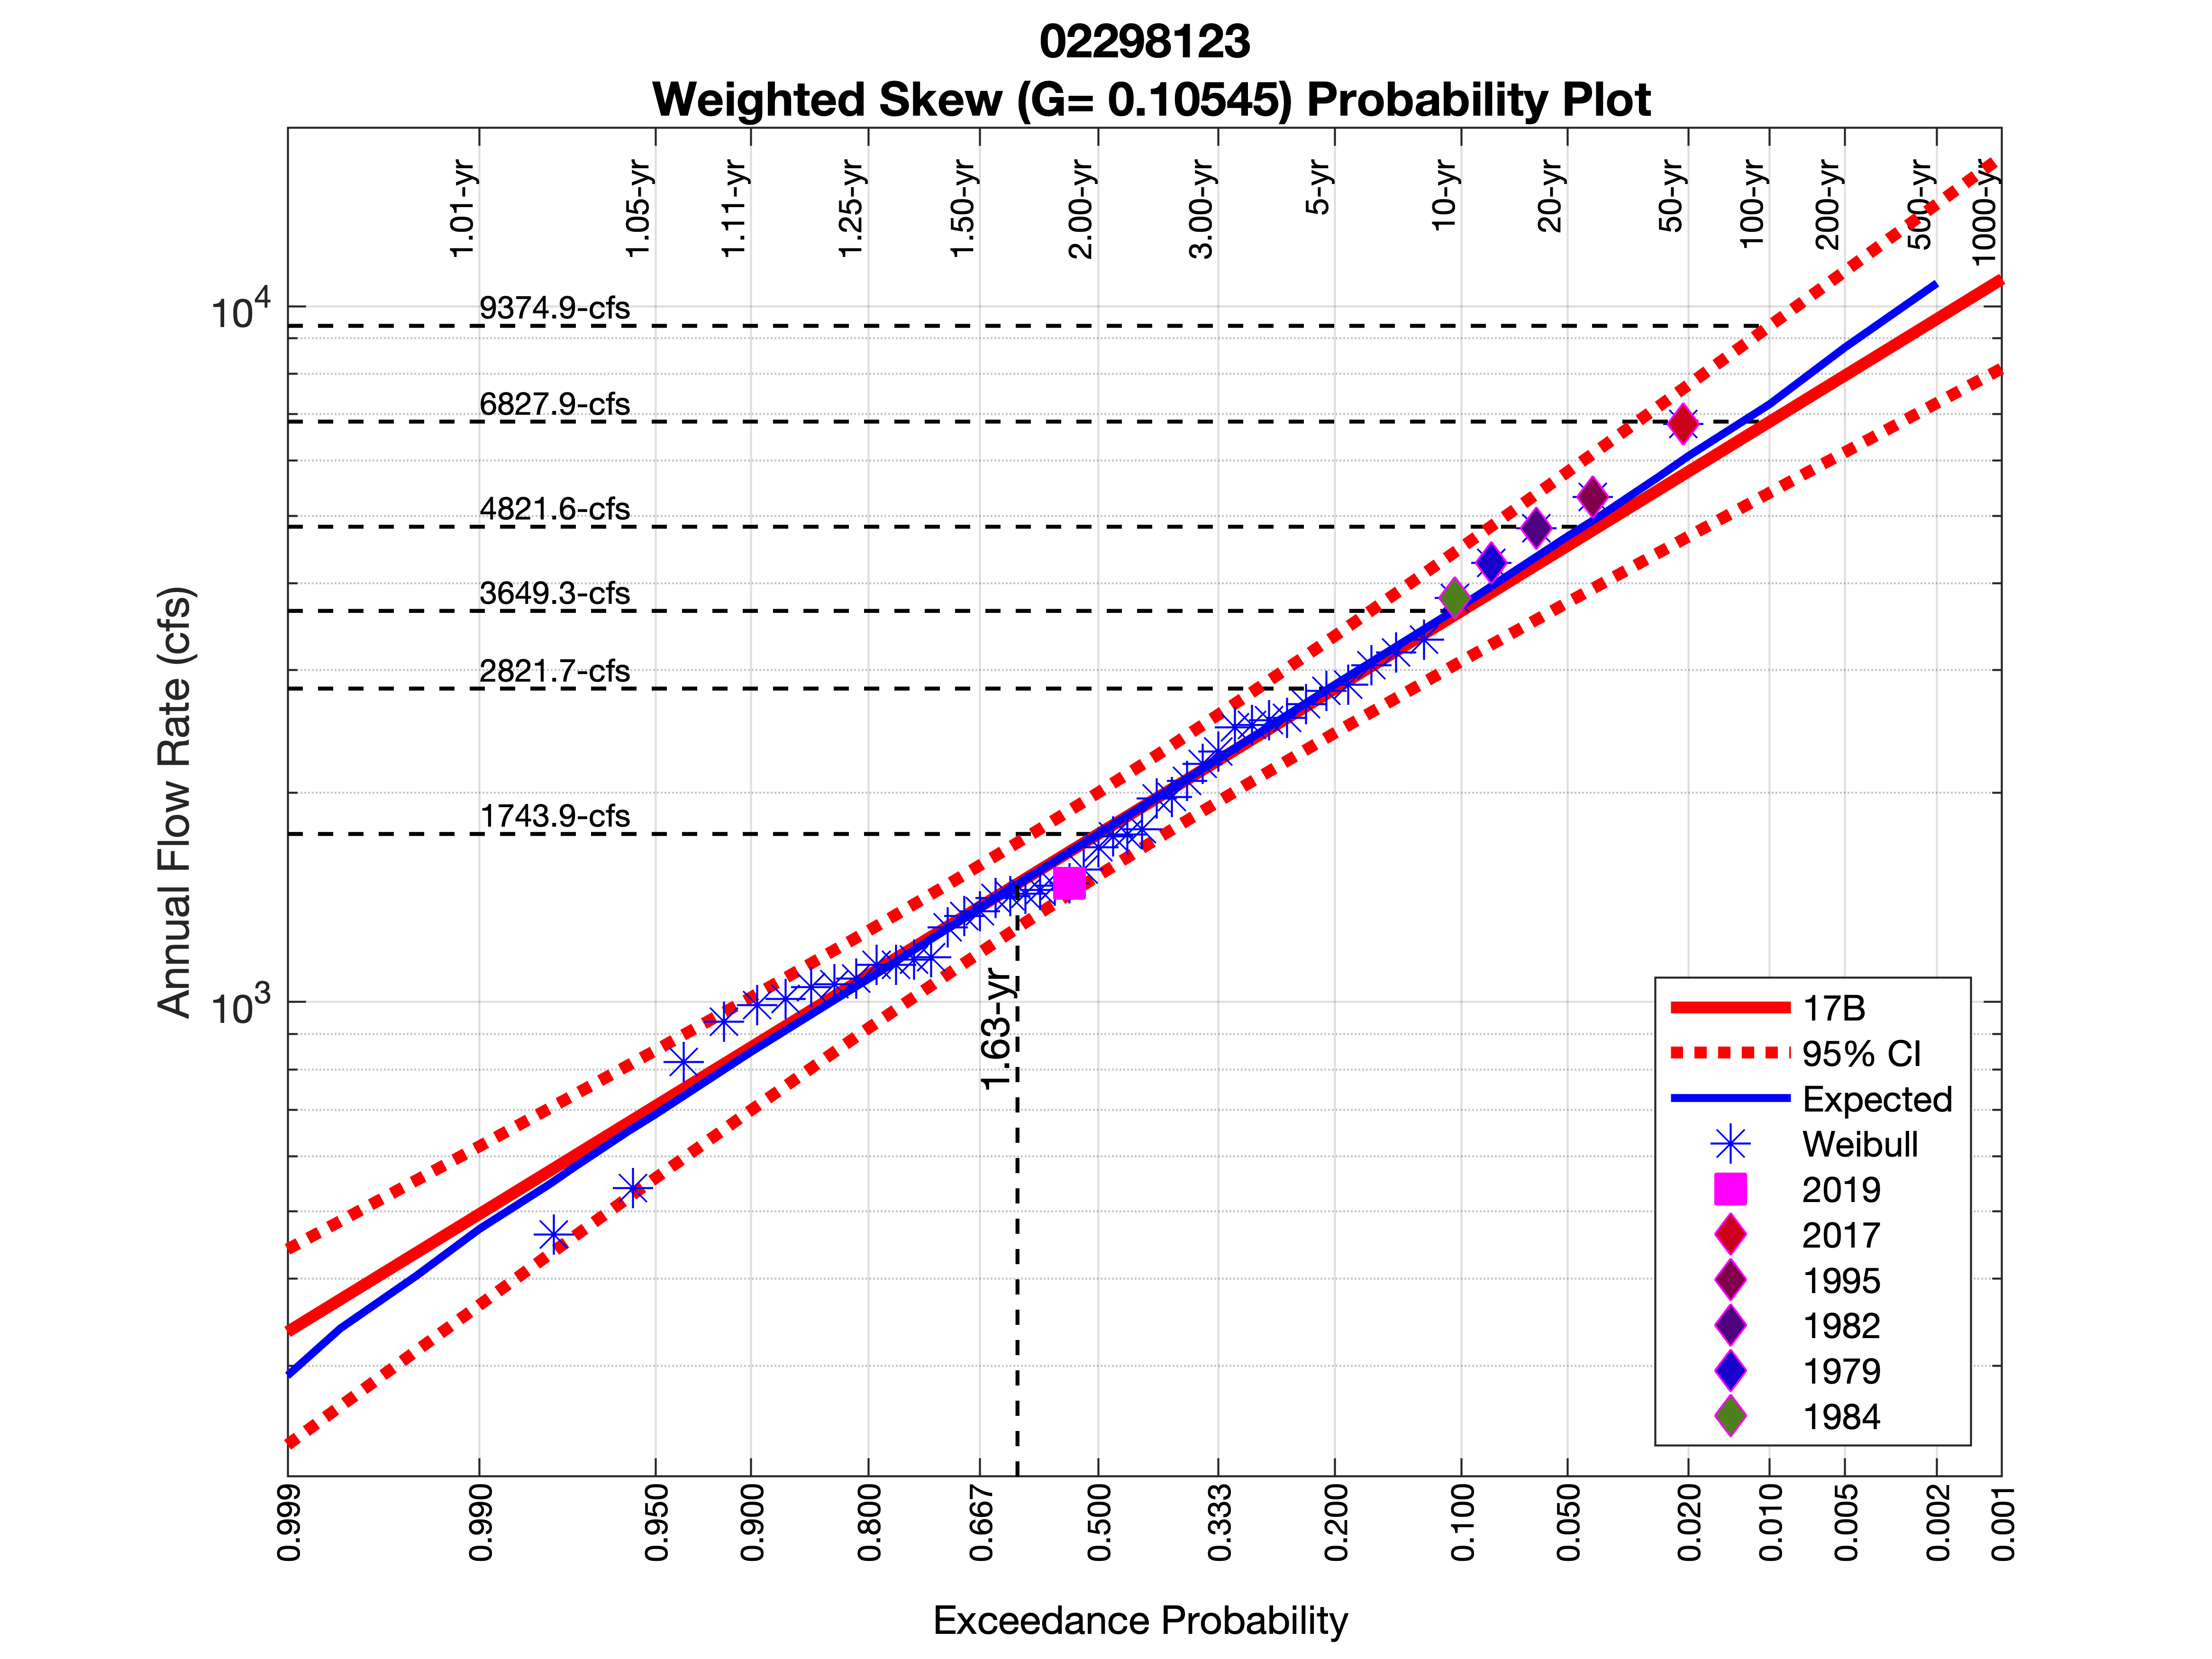 02298123
Weighted Skew (G= 0.10545) Probability Plot
1.01-yr
1.05-yr
1.11-yr
1.25-yr
1.50-yr
2.00-yr
3.00-yr
5-yr
10-yr
20-yr
50-yr
100-yr
200-yr
500-yr
1000-yr
10⁴
10³
Annual Flow Rate (cfs)
9374.9-cfs
6827.9-cfs
4821.6-cfs
3649.3-cfs
2821.7-cfs
1743.9-cfs
1.63-yr
17B
95% CI
Expected
Weibull
2019
2017
1995
1982
1979
1984
0.999
0.990
0.950
0.900
0.800
0.667
0.500
0.333
0.200
0.100
0.050
0.020
0.010
0.005
0.002
0.001
Exceedance Probability